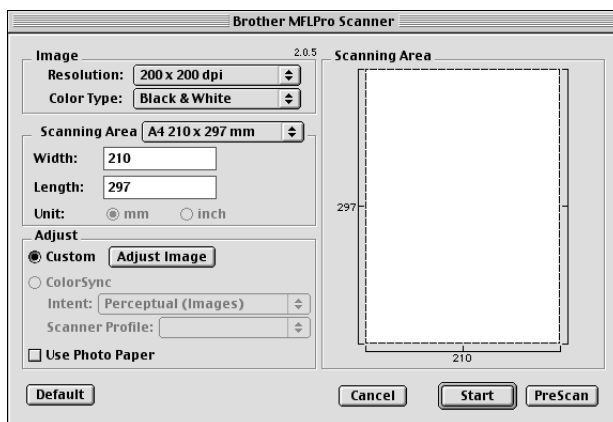 Brother MFLPro Scanner
Image 2.0.5
Resolution: 200 x 200 dpi
Color Type: Black & White
Scanning Area A4 210 x 297 mm
Width: 210
Length: 297
Unit: mm inch
Adjust
Custom Adjust Image
ColorSync
Intent: Perceptual (Images)
Scanner Profile:
Use Photo Paper
Default
Scanning Area
297
210
Cancel Start PreScan